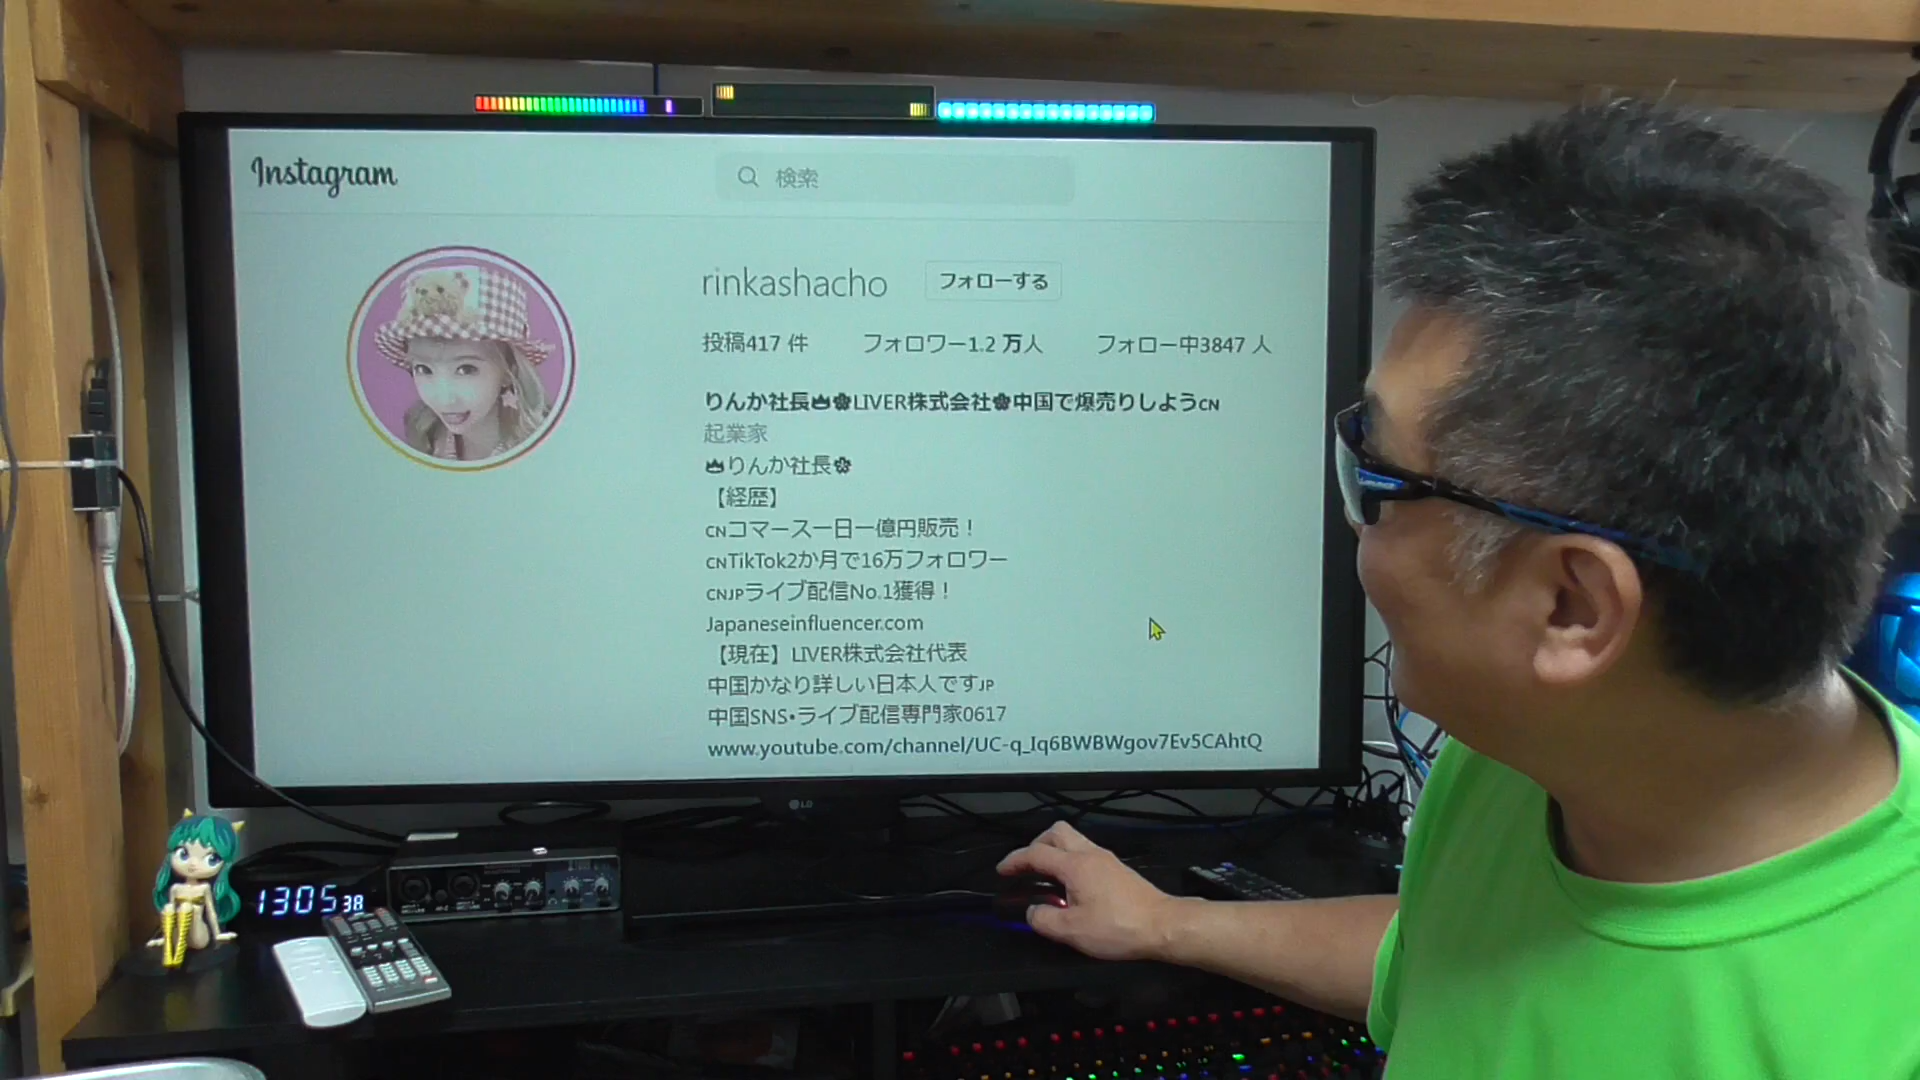 Instagram
検索
rinkashacho フォローする
投稿417 件 フォロワー1.2 万人 フォロー中3847 人
りんか社長👑🌸LIVER株式会社🌸中国で爆売りしようCN
起業家
👑りんか社長🌸
【経歴】
CNコマース一日一億円販売！
CNTikTok2か月で16万フォロワー
CNJPライブ配信No.1獲得！
Japaneseinfluencer.com
【現在】LIVER株式会社代表
中国かなり詳しい日本人ですJP
中国SNS•ライブ配信専門家0617
www.youtube.com/channel/UC-q_Iq6BWBWgov7Ev5CAhtQ
LG
130538